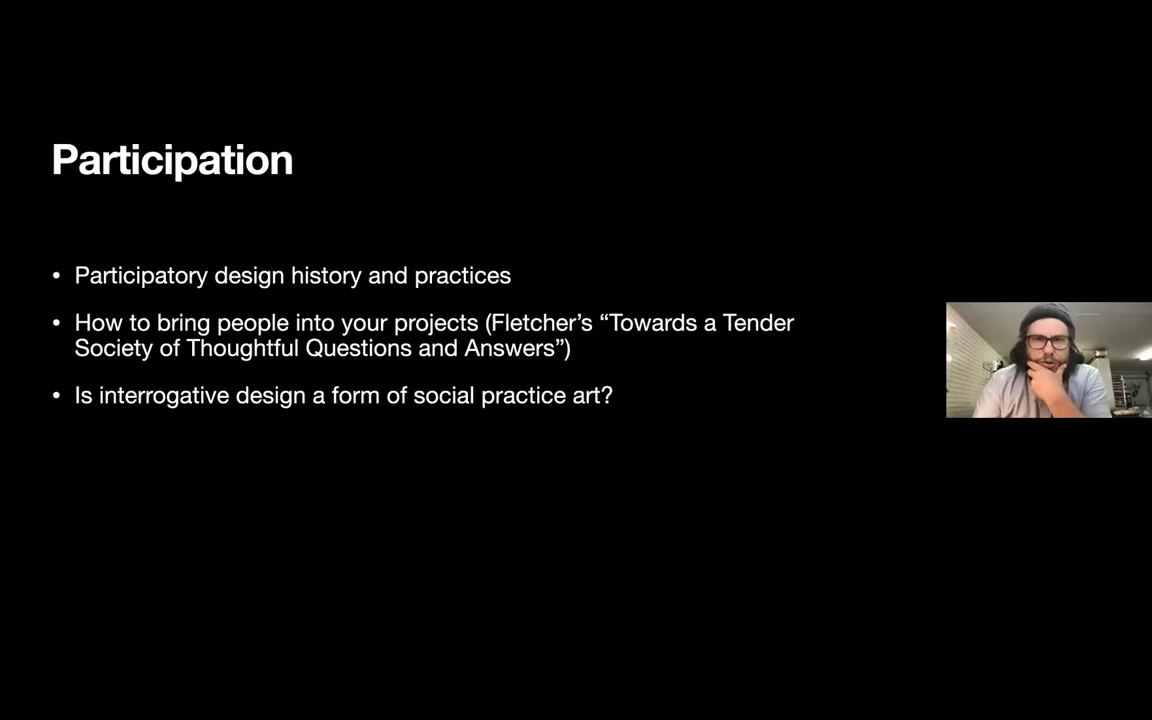 Participation
• Participatory design history and practices
• How to bring people into your projects (Fletcher’s “Towards a Tender
Society of Thoughtful Questions and Answers”)
• Is interrogative design a form of social practice art?